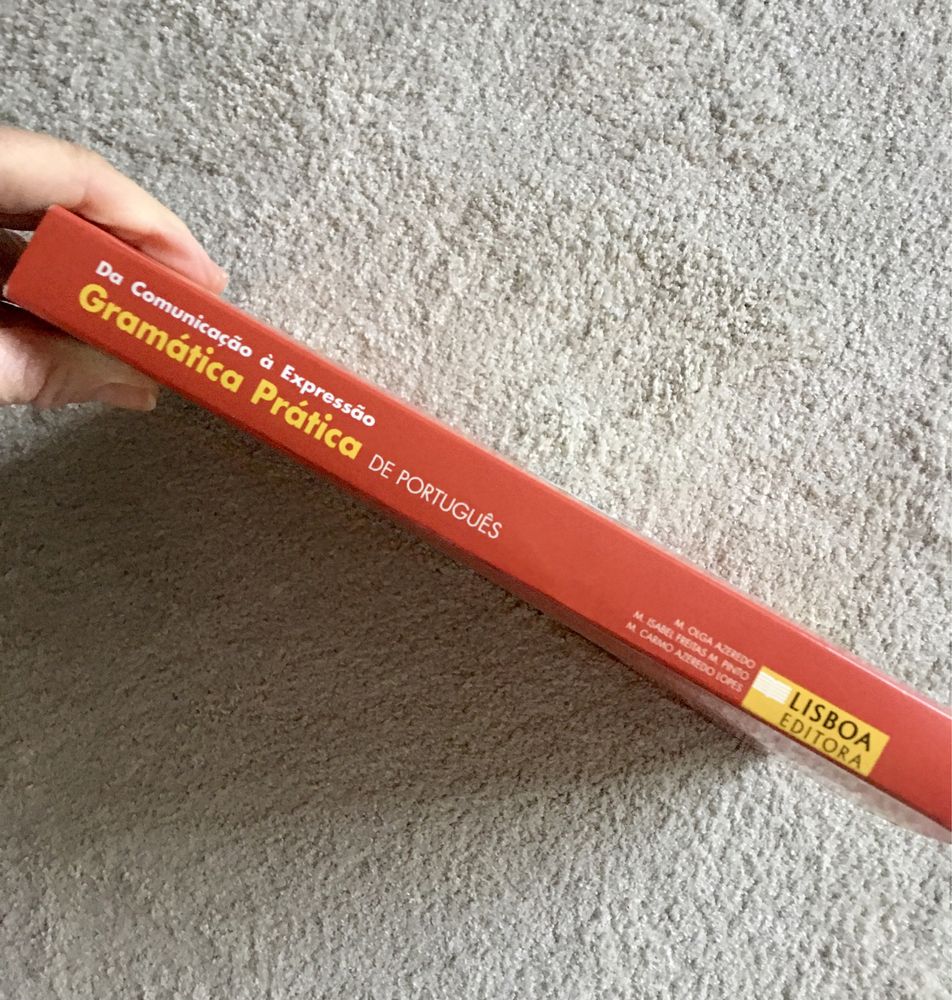 Da Comunicação à Expressão
Gramática Prática DE PORTUGUÊS
M. OLGA AZEREDO
M. ISABEL FREITAS M. PINTO
M. CARMO AZEREDO LOPES
LISBOA
EDITORA